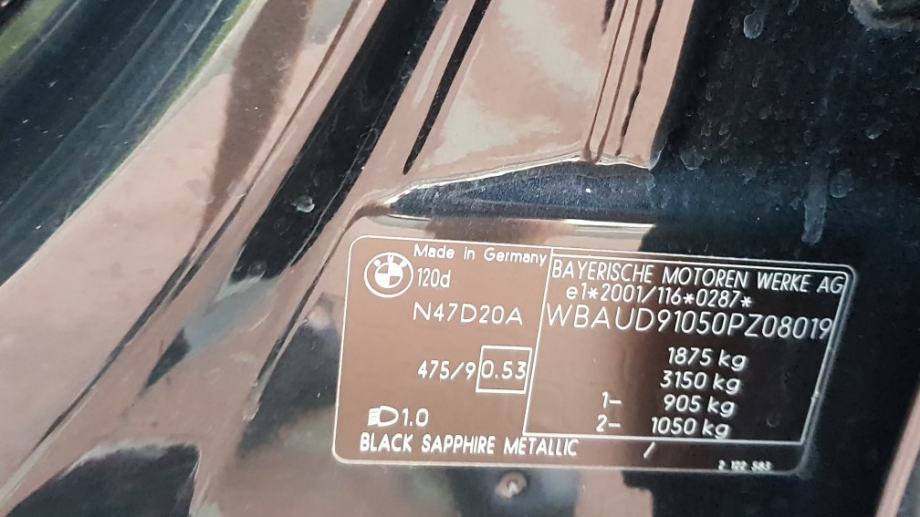 Made in Germany
BMW
120d
N47D20A
475/9 0.53
1.0
BLACK SAPPHIRE METALLIC
BAYERISCHE MOTOREN WERKE AG
e1*2001/116*0287*
WBAUD91050PZ08019
1875 kg
3150 kg
1- 905 kg
2- 1050 kg
/
2 122 583